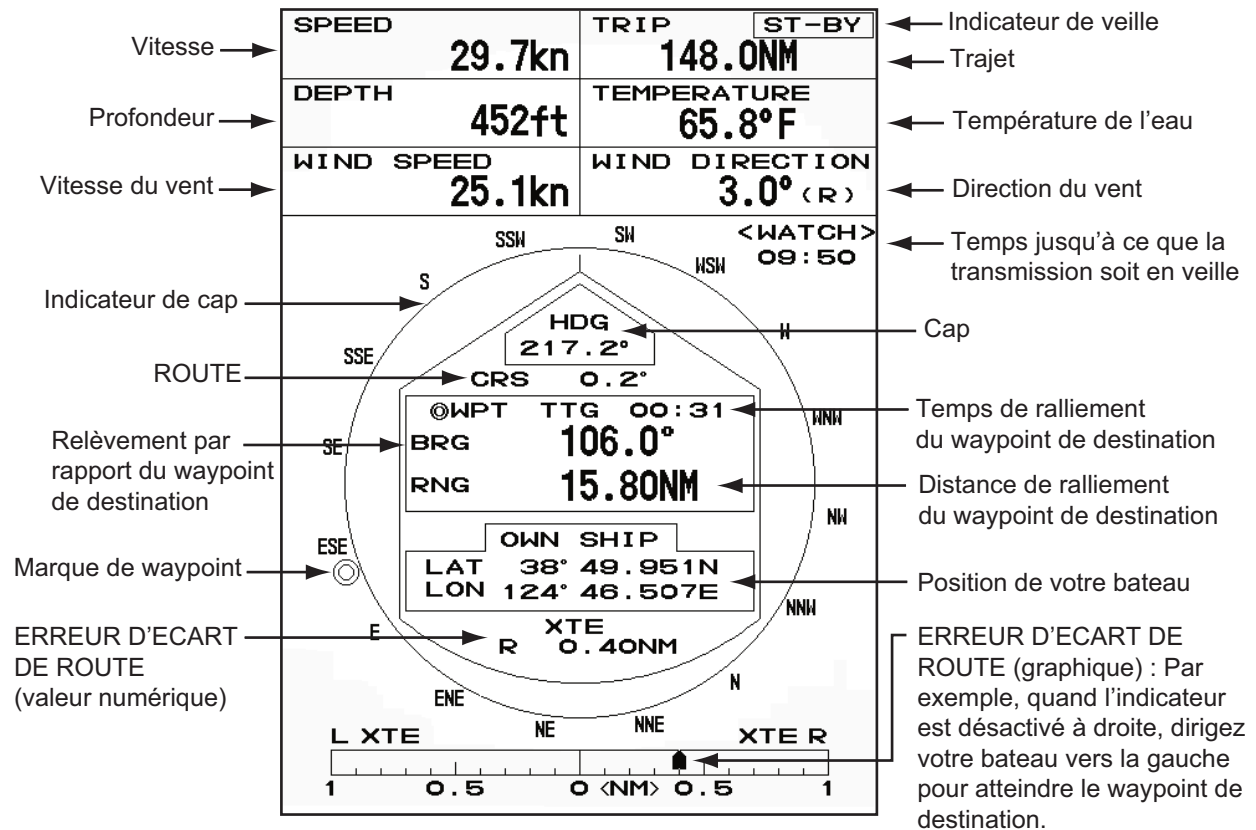 SPEED
29.7kn
TRIP
ST-BY
148.0NM
DEPTH
452ft
TEMPERATURE
65.8°F
WIND SPEED
25.1kn
WIND DIRECTION
3.0° (R)
<WATCH>
09:50
SSW
SW
WSW
S
W
SSE
WNW
SE
NW
ESE
NNW
E
N
ENE
NE
NNE
HDG
217.2°
CRS 0.2°
◎WPT TTG 00:31
BRG 106.0°
RNG 15.80NM
OWN SHIP
LAT 38° 49.951N
LON 124° 46.507E
XTE
R 0.40NM
L XTE
XTE R
1 0.5 0 <NM> 0.5 1
Vitesse
Profondeur
Vitesse du vent
Indicateur de cap
ROUTE
Relèvement par
rapport du waypoint
de destination
Marque de waypoint
ERREUR D'ECART
DE ROUTE
(valeur numérique)
Indicateur de veille
Trajet
Température de l'eau
Direction du vent
Temps jusqu'à ce que la
transmission soit en veille
Cap
Temps de ralliement
du waypoint de destination
Distance de ralliement
du waypoint de destination
Position de votre bateau
ERREUR D'ECART DE
ROUTE (graphique) : Par
exemple, quand l'indicateur
est désactivé à droite, dirigez
votre bateau vers la gauche
pour atteindre le waypoint de
destination.